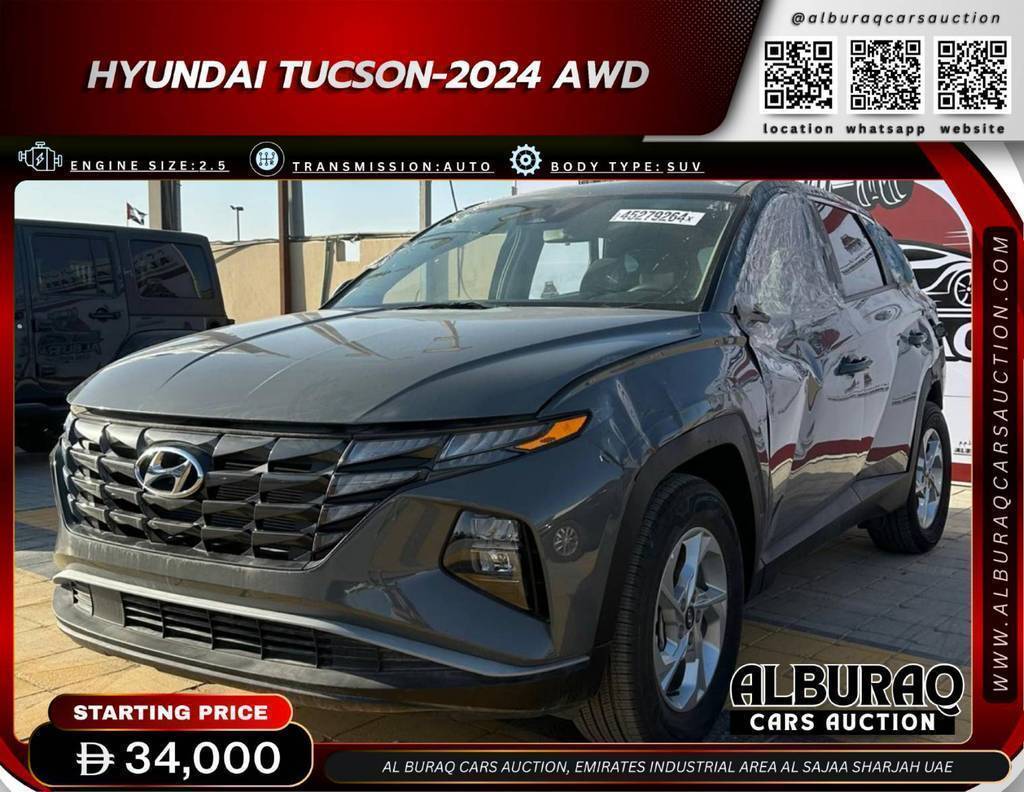 @alburaqcarsauction
HYUNDAI TUCSON-2024 AWD
location whatsapp website
ENGINE SIZE:2.5 TRANSMISSION:AUTO BODY TYPE: SUV
45279264x
WWW.ALBURAQCARSAUCTION.COM
ALBURAQ
CARS AUCTION
STARTING PRICE
34,000
AL BURAQ CARS AUCTION, EMIRATES INDUSTRIAL AREA AL SAJAA SHARJAH UAE